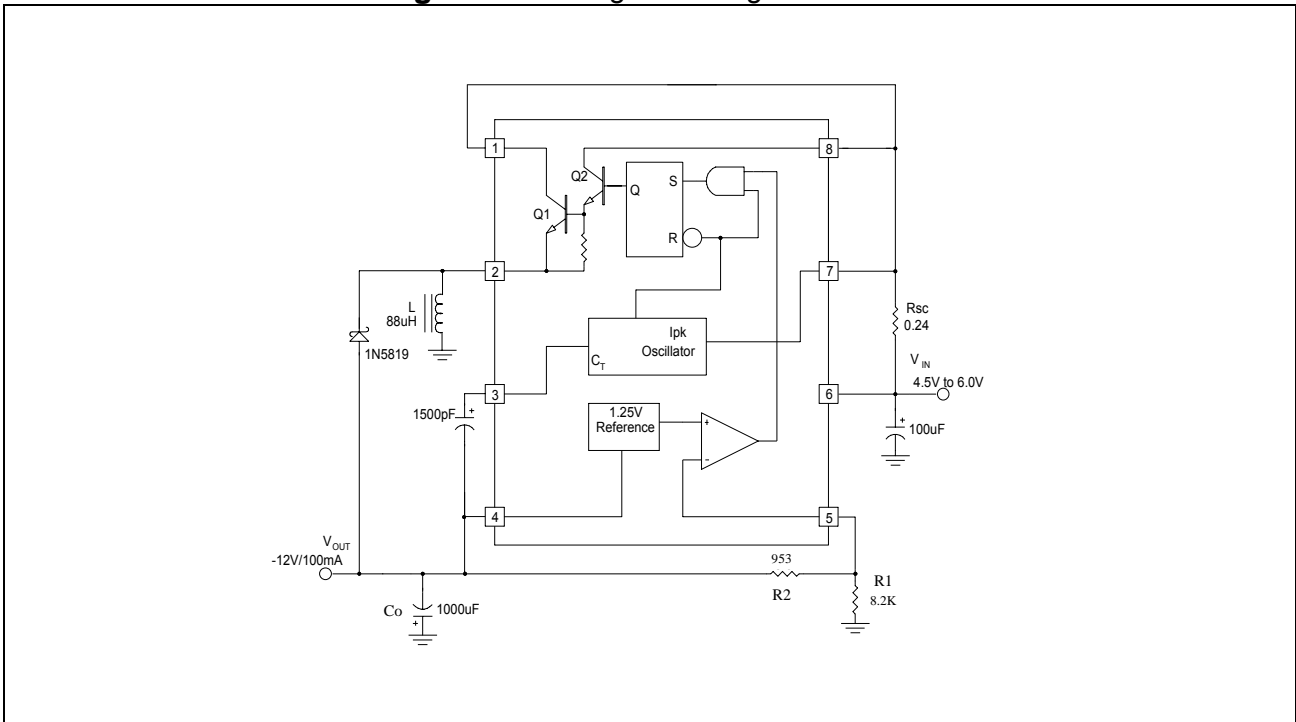 1
8
Q2
Q
S
Q1
R
2
7
L
88uH
Rsc
0.24
Ipk
Oscillator
CT
1N5819
VIN
4.5V to 6.0V
3
6
1500pF
+
1.25V
Reference
+
-
+
100uF
4
5
VOUT
-12V/100mA
953
R2
R1
8.2K
Co
1000uF
+